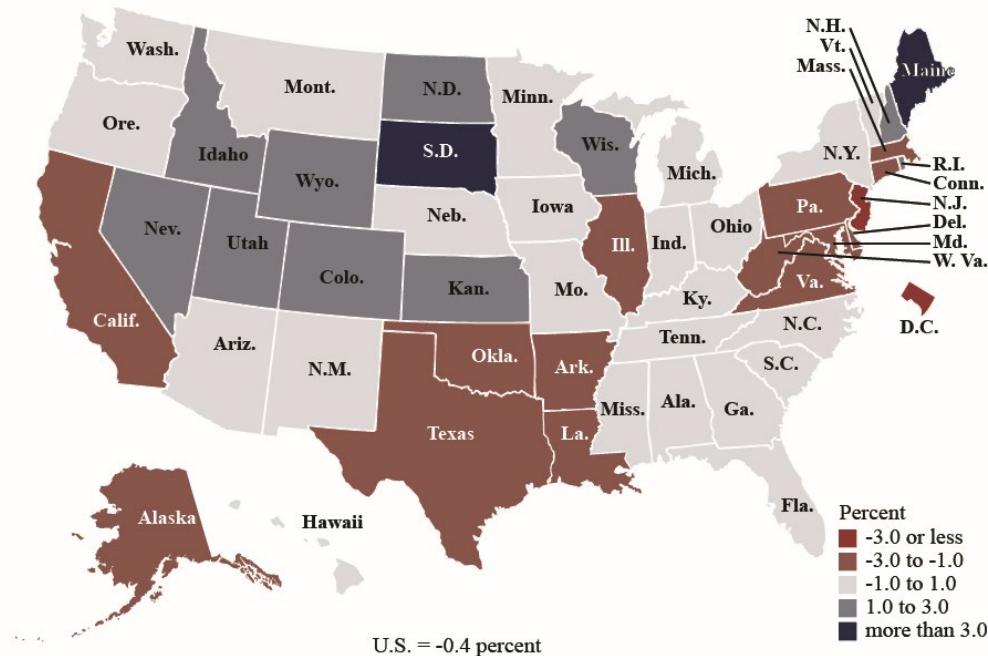 N.H.
Vt.
Mass.
Maine
Wash.
Mont.
N.D.
Minn.
Ore.
Idaho
S.D.
Wis.
N.Y.
Wyo.
Mich.
R.I.
Conn.
N.J.
Del.
Md.
W. Va.
Neb.
Iowa
Pa.
Nev.
Utah
Colo.
Ill.
Ind.
Ohio
Kan.
Mo.
Ky.
Va.
Calif.
D.C.
Ariz.
N.M.
Okla.
Ark.
Tenn.
N.C.
S.C.
Miss.
Ala.
Ga.
Texas
La.
Fla.
Alaska
Hawaii
Percent
-3.0 or less
-3.0 to -1.0
-1.0 to 1.0
1.0 to 3.0
more than 3.0
U.S. = -0.4 percent